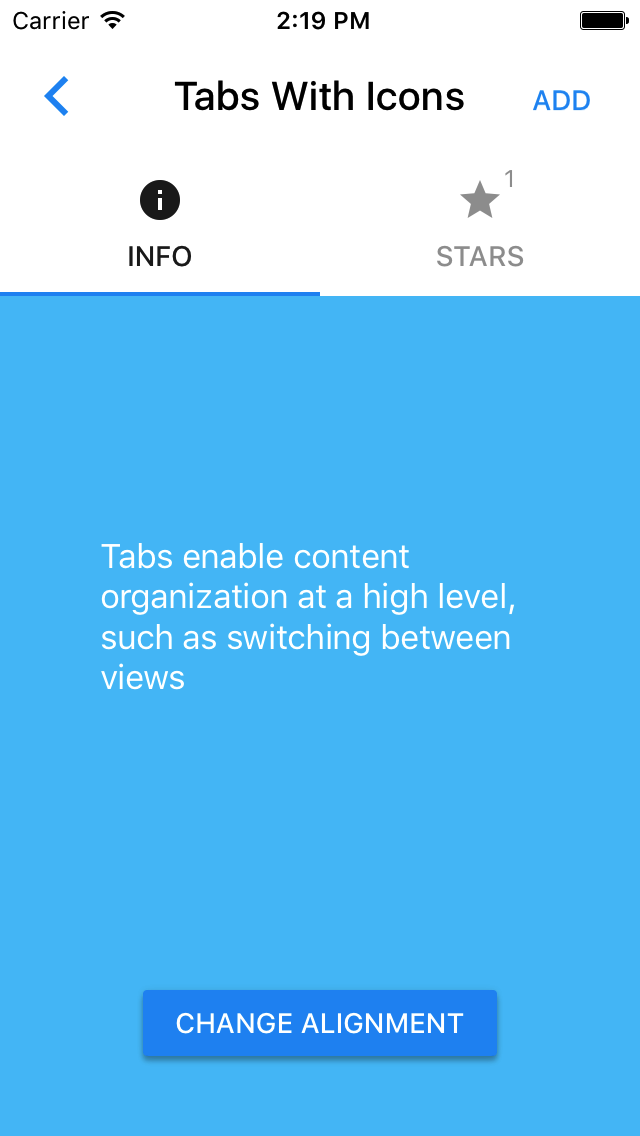 Carrier 2:19 PM
Tabs With Icons ADD
1
INFO STARS
Tabs enable content
organization at a high level,
such as switching between
views
CHANGE ALIGNMENT